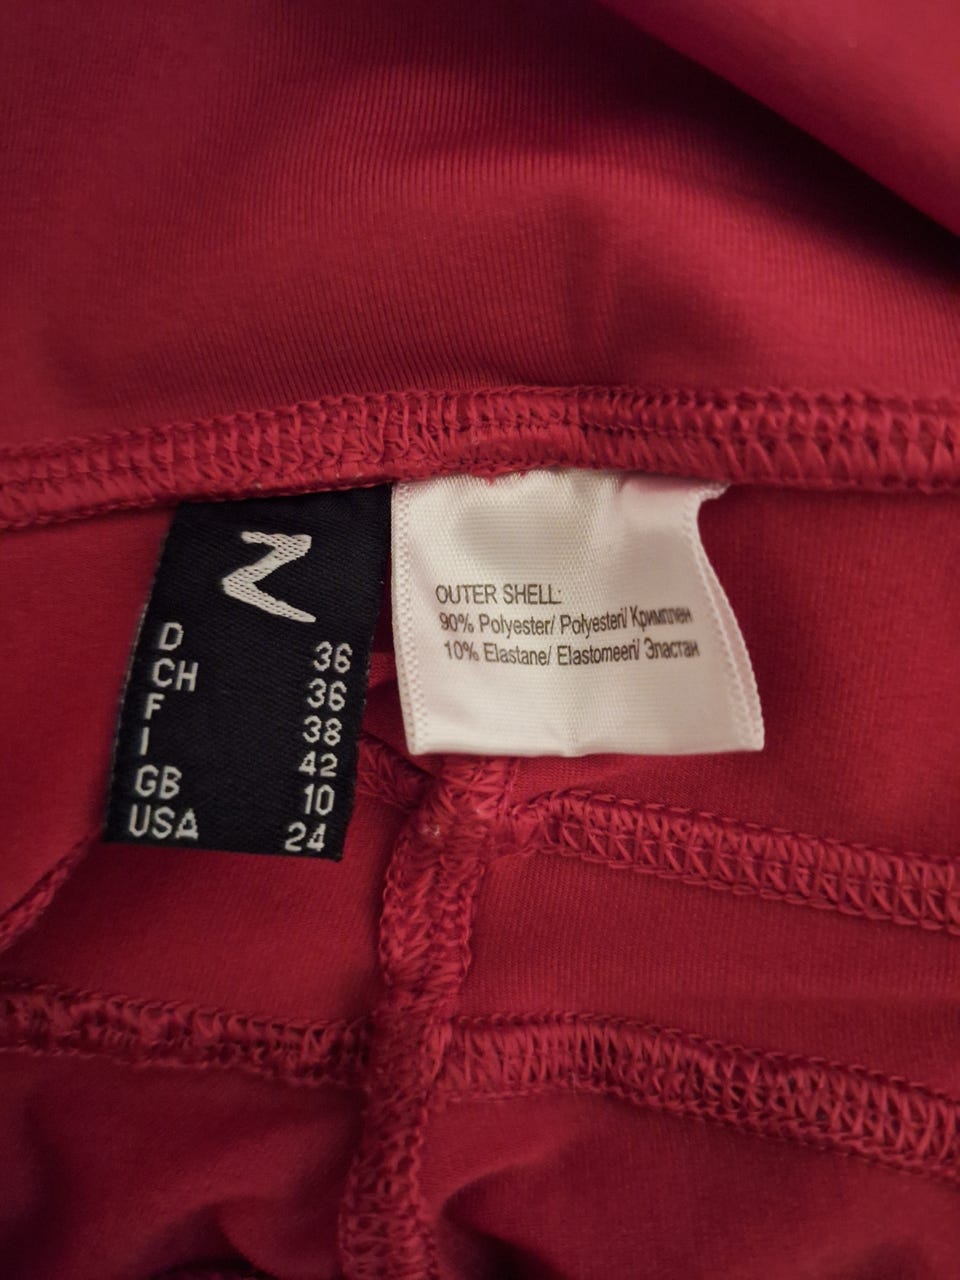 D 36
CH 36
F 38
I 42
GB 10
USA 24
OUTER SHELL:
90% Polyester/ Polyesteri/ Кримплен
10% Elastane/ Elastomeeri/ Эластан